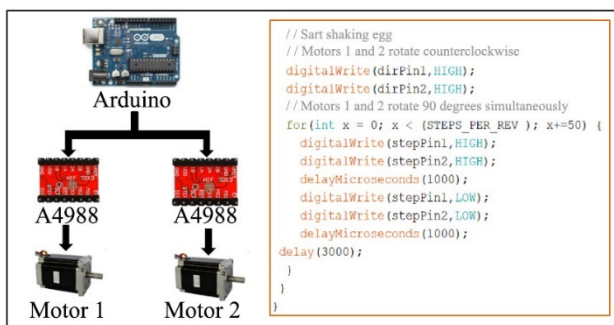 Arduino
A4988
A4988
Motor 1
Motor 2
// Sart shaking egg
// Motors 1 and 2 rotate counterclockwise
digitalWrite(dirPin1,HIGH);
digitalWrite(dirPin2,HIGH);
// Motors 1 and 2 rotate 90 degrees simultaneously
for(int x = 0; x < (STEPS_PER_REV ); x+=50) {
digitalWrite(stepPin1,HIGH);
digitalWrite(stepPin2,HIGH);
delayMicroseconds(1000);
digitalWrite(stepPin1,LOW);
digitalWrite(stepPin2,LOW);
delayMicroseconds(1000);
delay(3000);
}
}
}